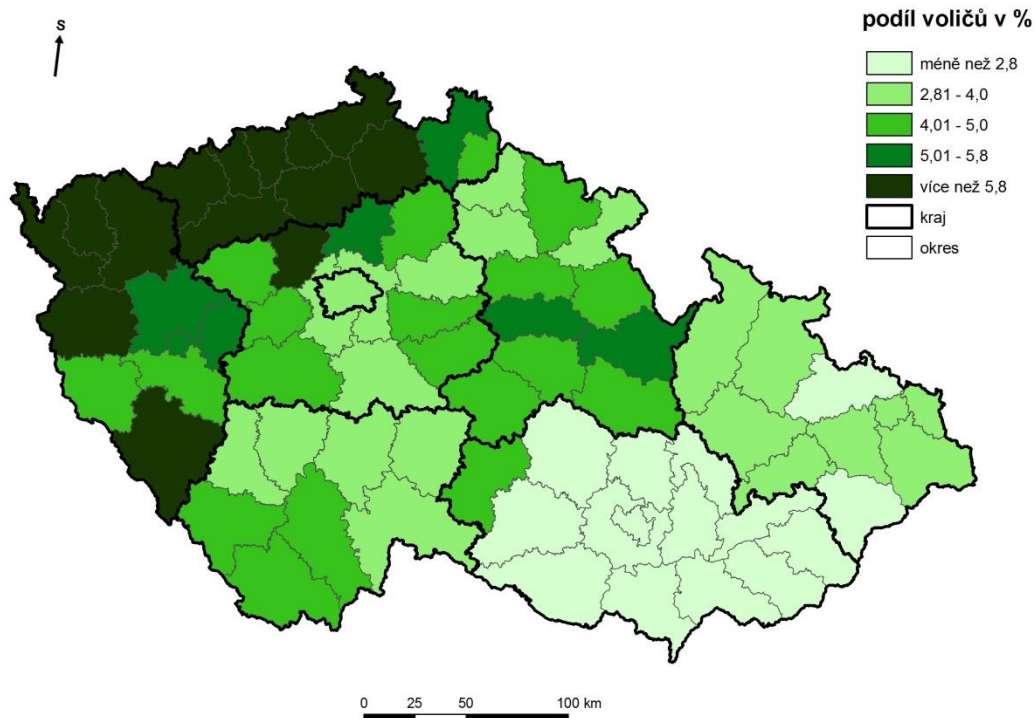 S
podíl voličů v %
méně než 2,8
2,81 - 4,0
4,01 - 5,0
5,01 - 5,8
více než 5,8
kraj
okres
0 25 50 100 km